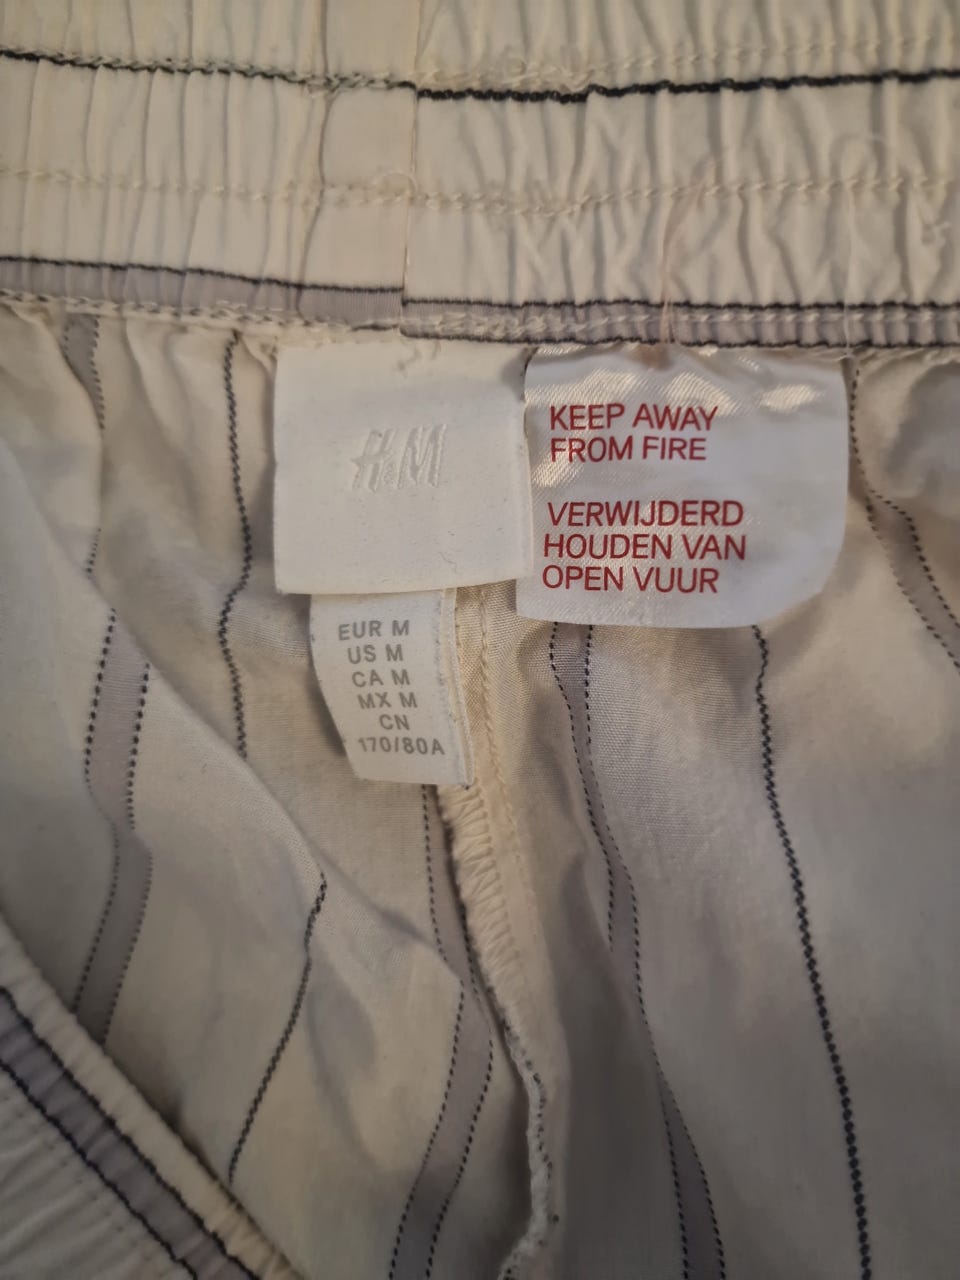 H&M
KEEP AWAY
FROM FIRE
VERWIJDERD
HOUDEN VAN
OPEN VUUR
EUR M
US M
CA M
MX M
CN
170/80A